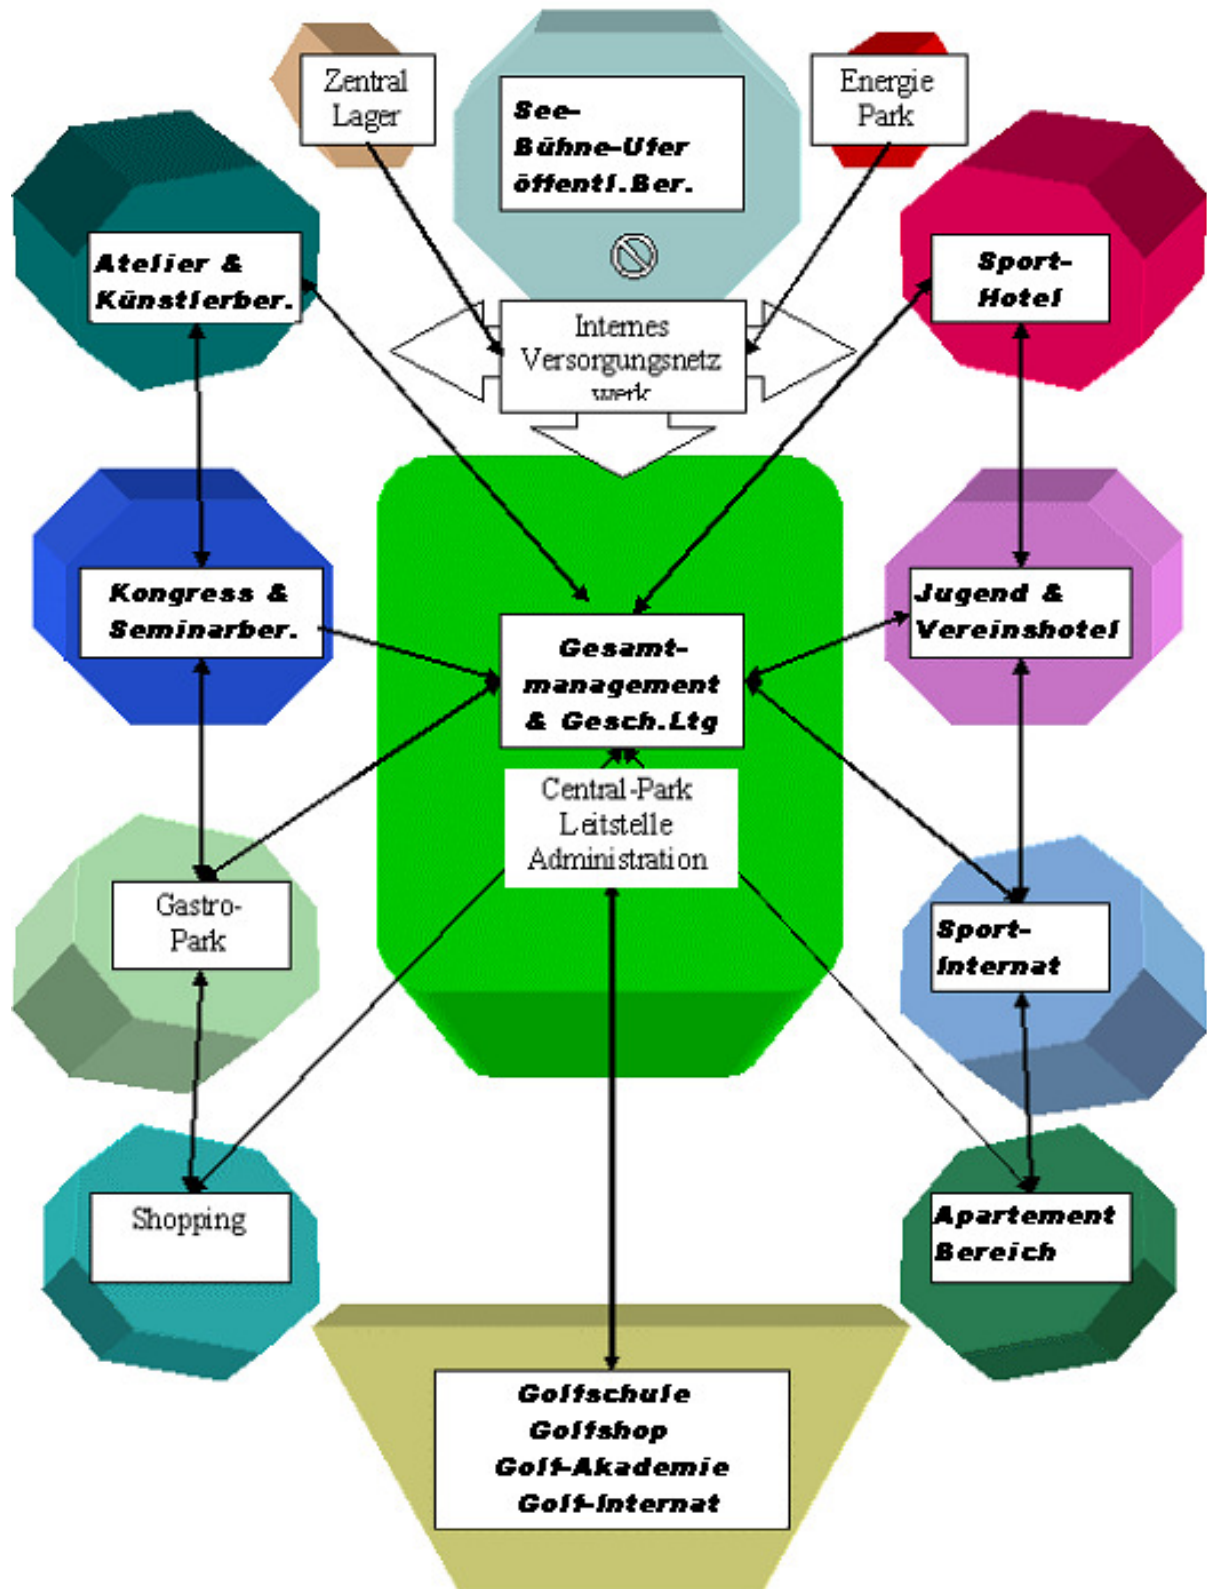 Zentral
Lager
See-
Bühne-Ufer
öffentl.Ber.
Energie
Park
Atelier &
Künstlerber.
Sport-
Hotel
Internes
Versorgungsnetz
werk
Kongress &
Seminarber.
Jugend &
Vereinshotel
Gesamt-
management
& Gesch.Ltg
Central-Park
Leitstelle
Administration
Gastro-
Park
Sport-
Internat
Shopping
Apartement
Bereich
Golfschule
Golfshop
Golf-Akademie
Golf-Internat